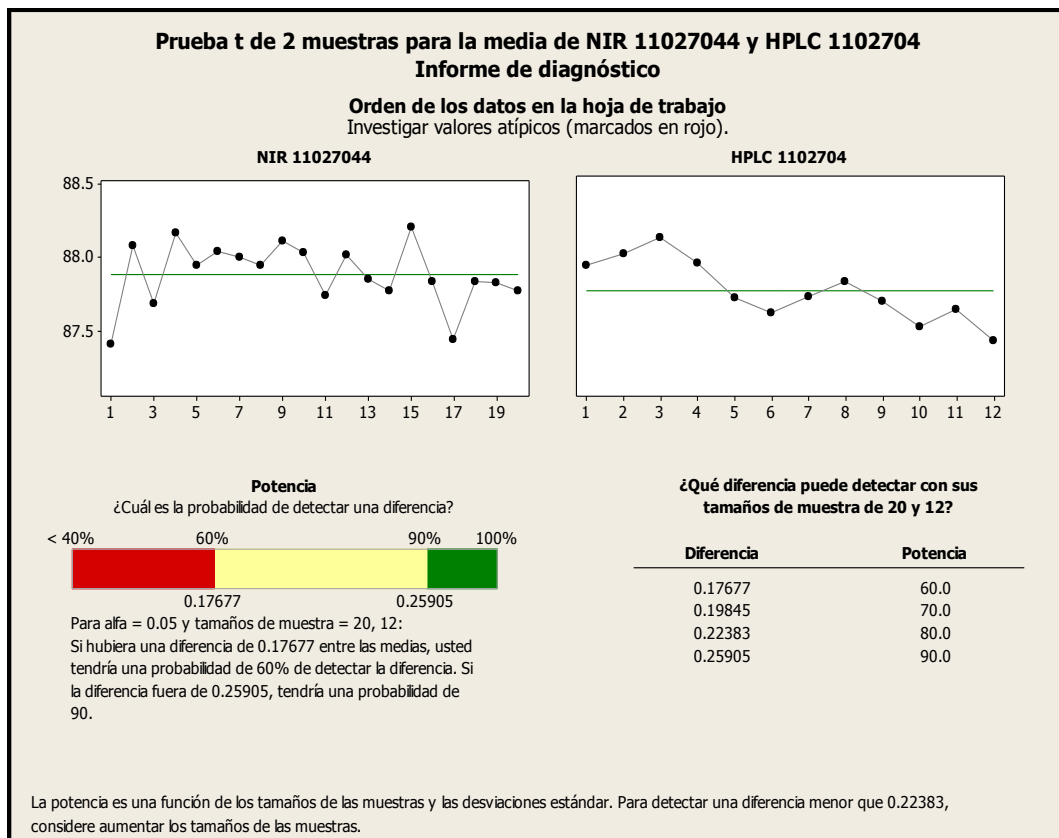 Prueba t de 2 muestras para la media de NIR 11027044 y HPLC 1102704
Informe de diagnóstico
Orden de los datos en la hoja de trabajo
Investigar valores atípicos (marcados en rojo).
NIR 11027044
HPLC 1102704
88.5
88.0
87.5
1 3 5 7 9 11 13 15 17 19
1 2 3 4 5 6 7 8 9 10 11 12
Potencia
¿Cuál es la probabilidad de detectar una diferencia?
< 40% 60% 90% 100%
0.17677 0.25905
Para alfa = 0.05 y tamaños de muestra = 20, 12:
Si hubiera una diferencia de 0.17677 entre las medias, usted
tendría una probabilidad de 60% de detectar la diferencia. Si
la diferencia fuera de 0.25905, tendría una probabilidad de
90.
¿Qué diferencia puede detectar con sus
tamaños de muestra de 20 y 12?
Diferencia Potencia
0.17677 60.0
0.19845 70.0
0.22383 80.0
0.25905 90.0
La potencia es una función de los tamaños de las muestras y las desviaciones estándar. Para detectar una diferencia menor que 0.22383,
considere aumentar los tamaños de las muestras.